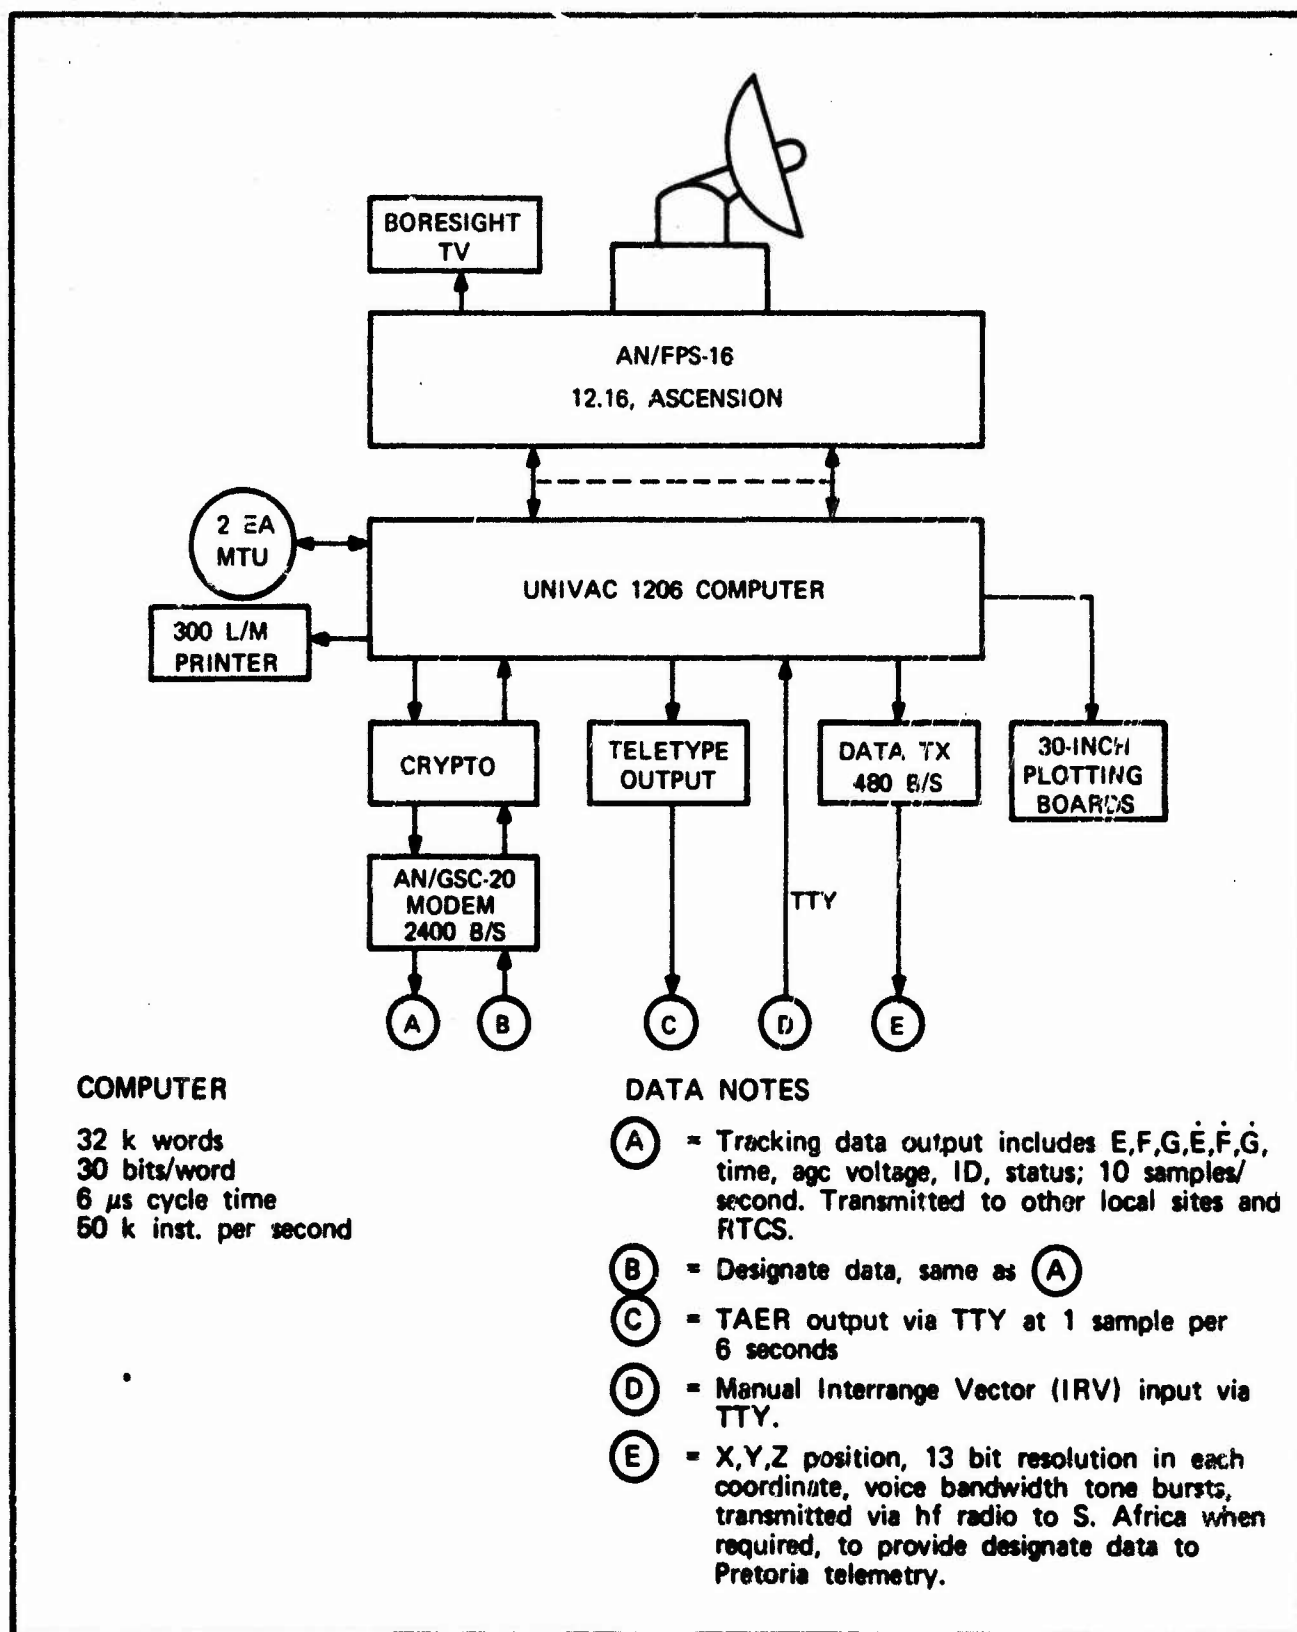 BORESIGHT
TV
AN/FPS-16
12.16, ASCENSION
2 EA
MTU
UNIVAC 1206 COMPUTER
300 L/M
PRINTER
CRYPTO
TELETYPE
OUTPUT
DATA TX
480 B/S
30-INCH
PLOTTING
BOARDS
AN/GSC-20
MODEM
2400 B/S
TTY
A
B
C
D
E
COMPUTER
32 k words
30 bits/word
6 μs cycle time
50 k inst. per second
DATA NOTES
A = Tracking data output includes E,F,G,Ė,Ḟ,Ġ,
time, agc voltage, ID, status; 10 samples/
second. Transmitted to other local sites and
RTCS.
B = Designate data, same as A
C = TAER output via TTY at 1 sample per
6 seconds
D = Manual Interrange Vector (IRV) input via
TTY.
E = X,Y,Z position, 13 bit resolution in each
coordinate, voice bandwidth tone bursts,
transmitted via hf radio to S. Africa when
required, to provide designate data to
Pretoria telemetry.